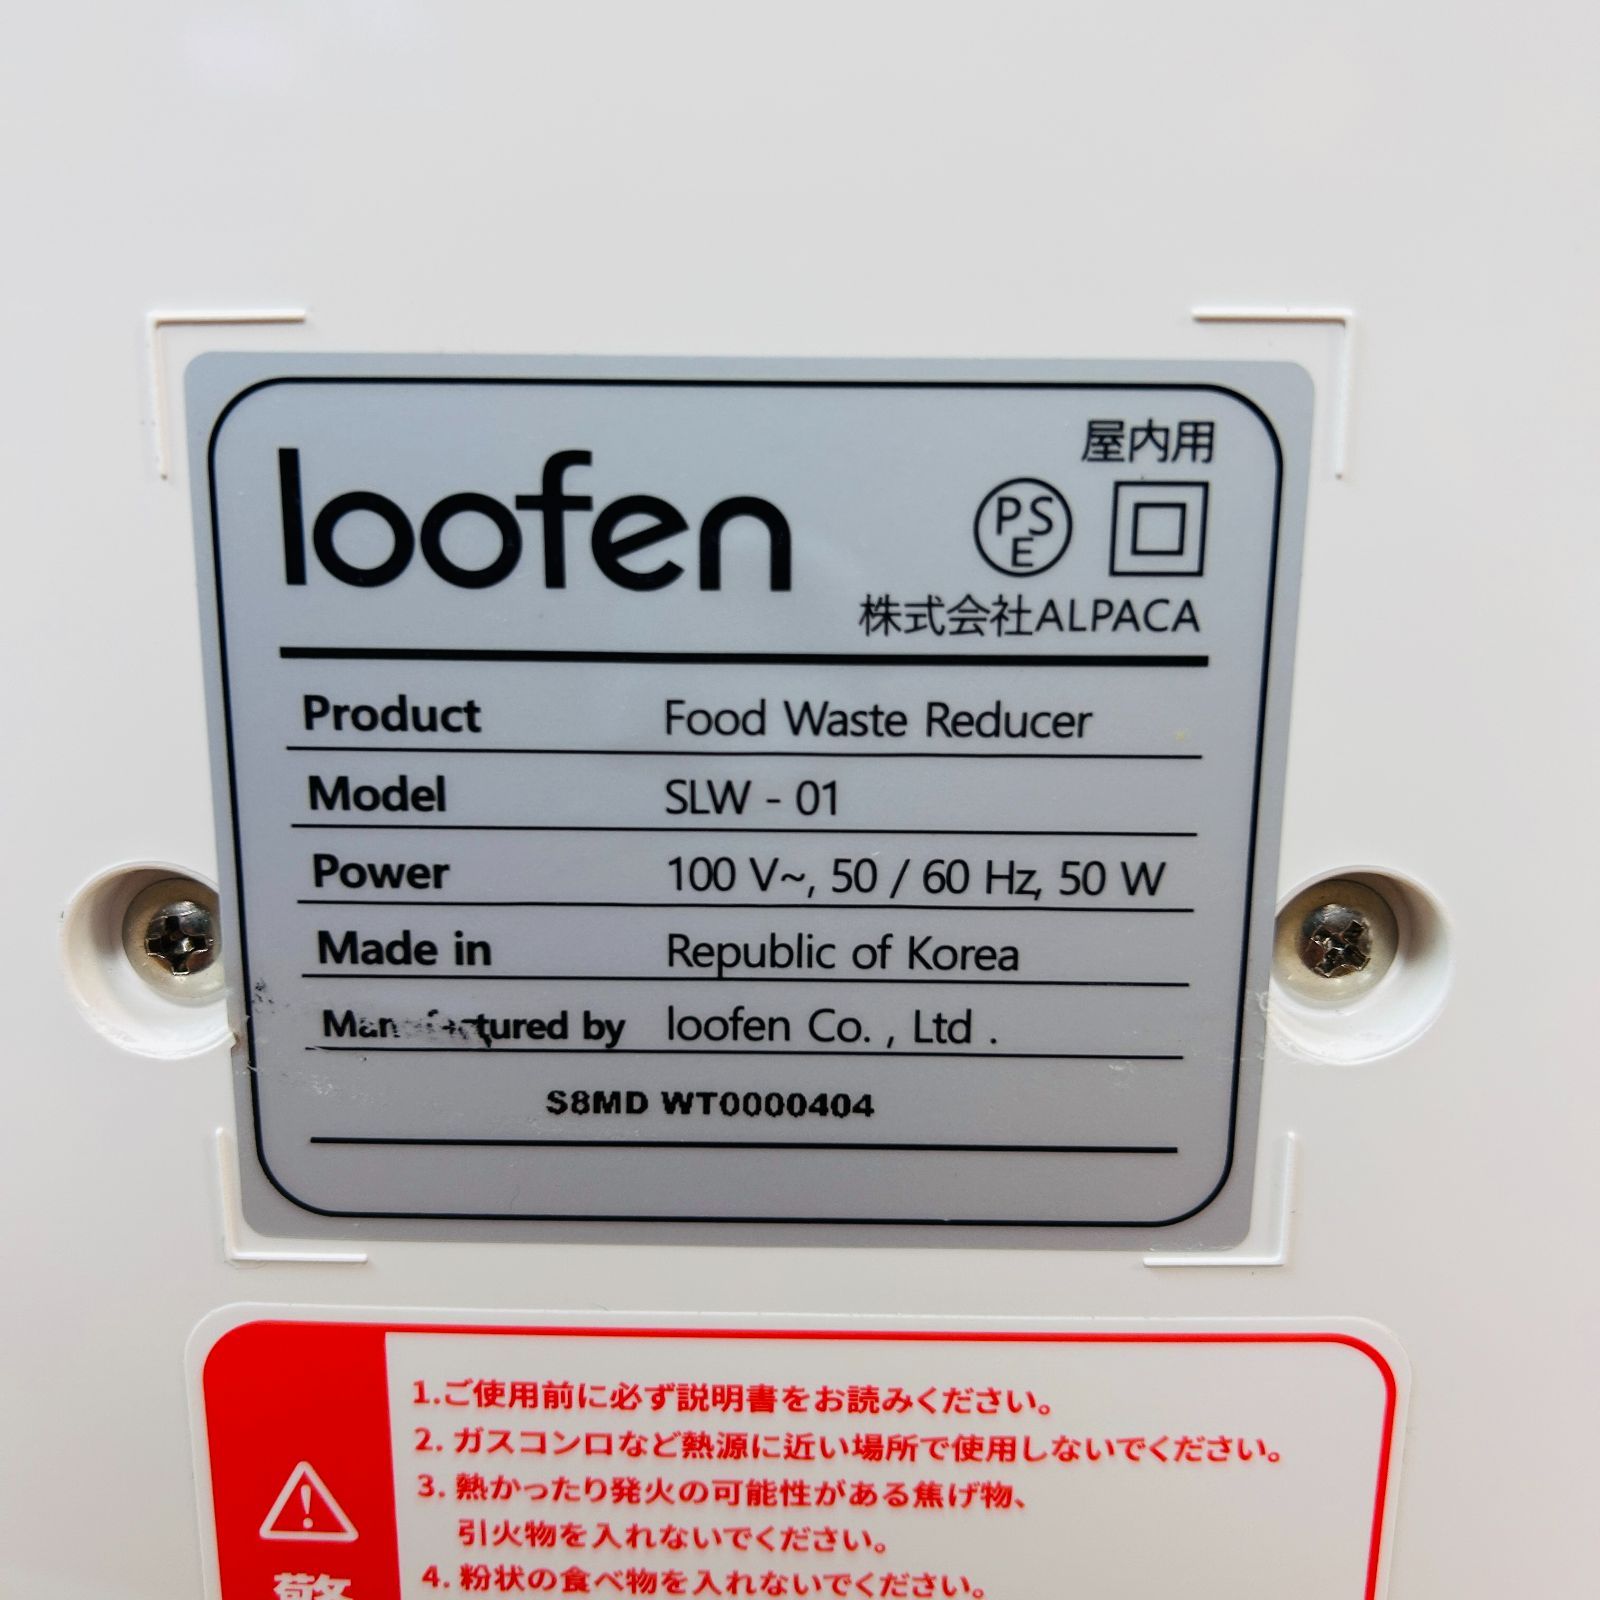 loofen
屋内用
PSE
株式会社ALPACA
Product Food Waste Reducer
Model SLW - 01
Power 100 V~, 50 / 60 Hz, 50 W
Made in Republic of Korea
Manufactured by loofen Co. , Ltd .
S8MD WT0000404
1.ご使用前に必ず説明書をお読みください。
2. ガスコンロなど熱源に近い場所で使用しないでください。
3. 熱かったり発火の可能性がある焦げ物、
引火物を入れないでください。
4. 粉状の食べ物を入れないでください。